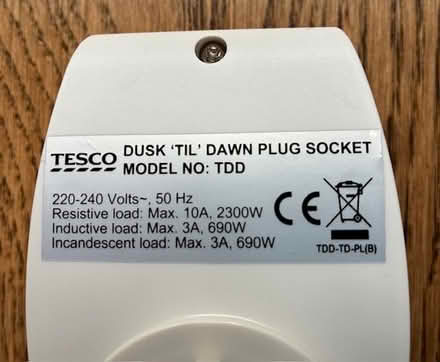 TESCO
DUSK 'TIL' DAWN PLUG SOCKET
MODEL NO: TDD
220-240 Volts~, 50 Hz
Resistive load: Max. 10A, 2300W
Inductive load: Max. 3A, 690W
Incandescent load: Max. 3A, 690W
CE
TDD-TD-PL(B)